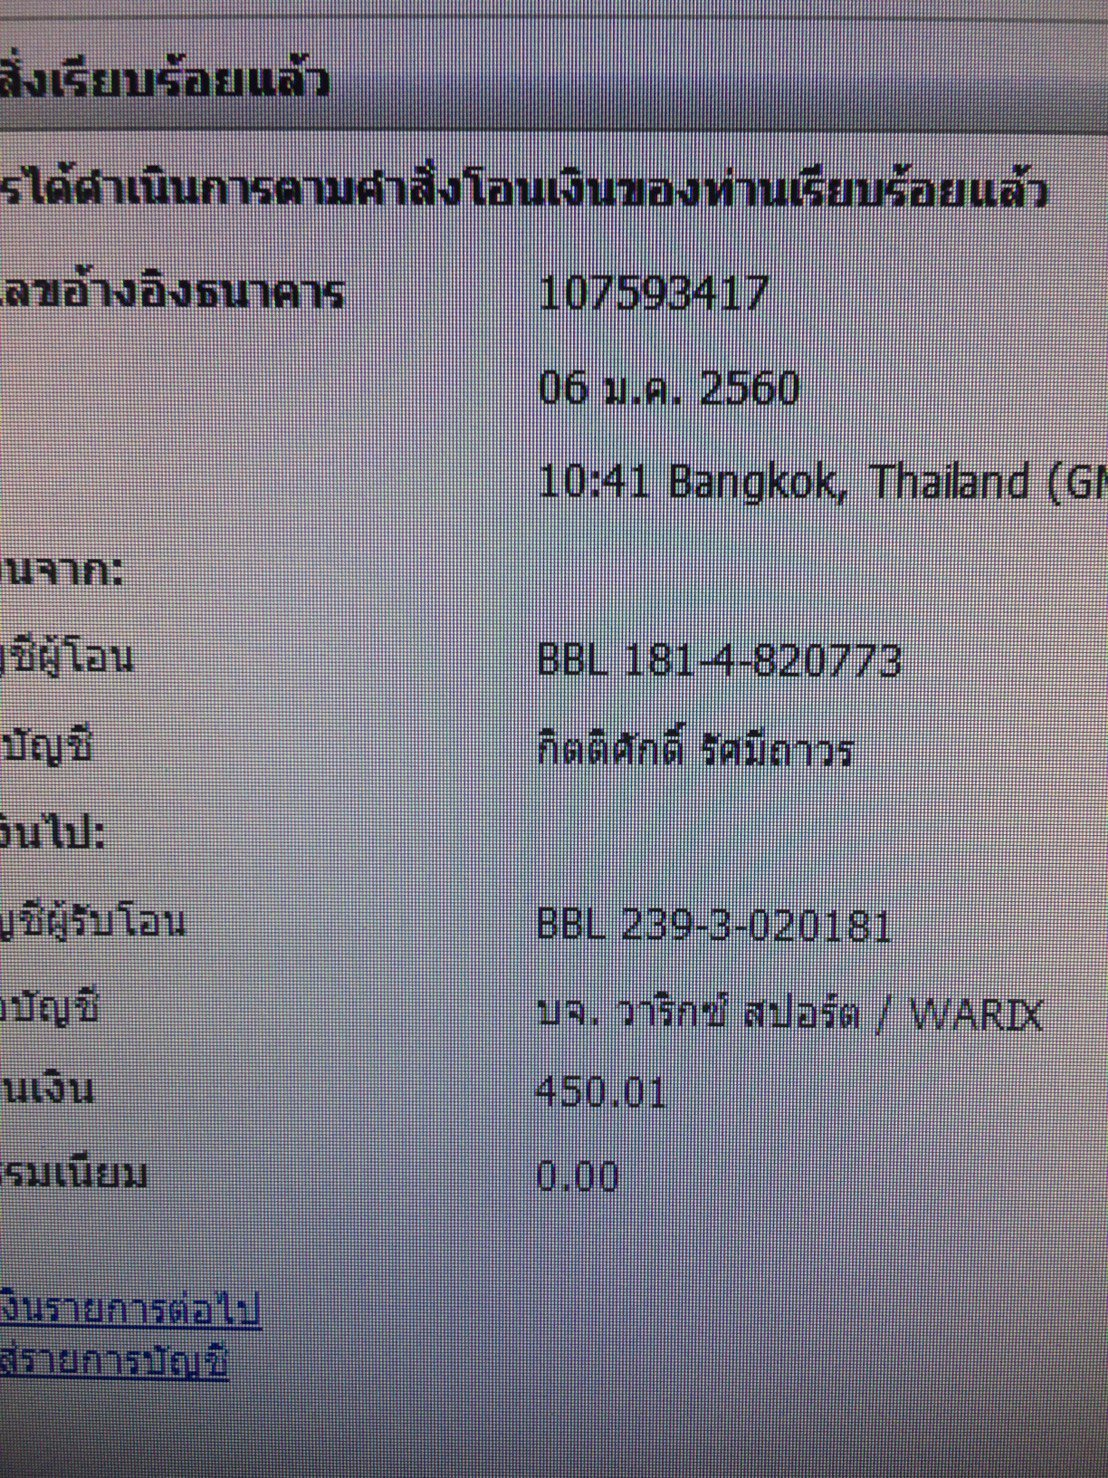 สั่งเรียบร้อยแล้ว
รได้ดำเนินการตามคำสั่งโอนเงินของท่านเรียบร้อยแล้ว
เลขอ้างอิงธนาคาร 107593417
06 ม.ค. 2560
10:41 Bangkok, Thailand (GM
อนจาก:
ญชีผู้โอน BBL 181-4-820773
บัญชี กิตติศักดิ์ รัศมีถาวร
งินไป:
ญชีผู้รับโอน BBL 239-3-020181
อบัญชี บจ. วาริกซ์ สปอร์ต / WARIX
นเงิน 450.01
รรมเนียม 0.00
งินรายการต่อไป
สู่รายการบัญชี